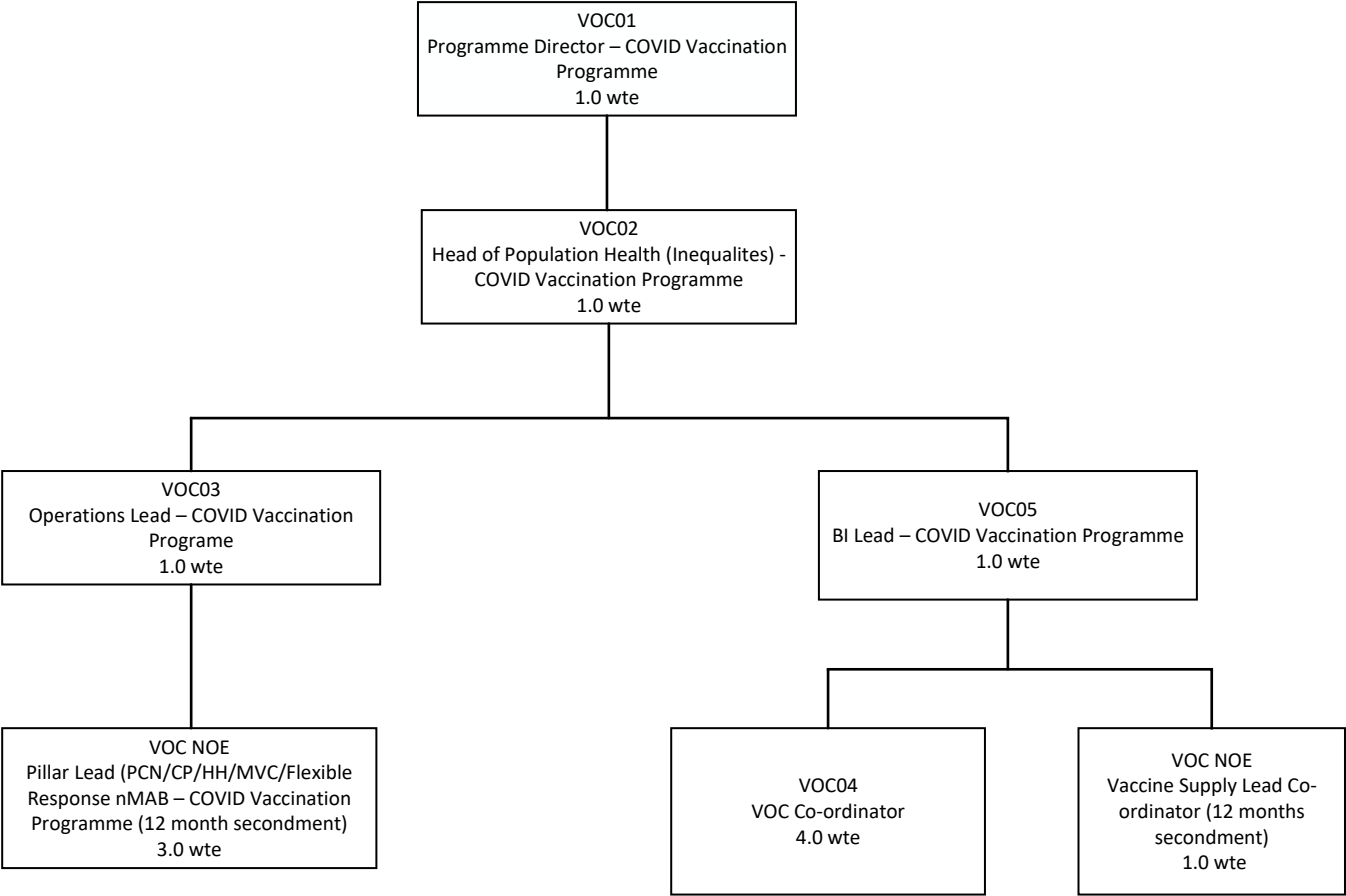 VOC01
Programme Director – COVID Vaccination
Programme
1.0 wte
VOC02
Head of Population Health (Inequalites) -
COVID Vaccination Programme
1.0 wte
VOC03
Operations Lead – COVID Vaccination
Programe
1.0 wte
VOC05
BI Lead – COVID Vaccination Programme
1.0 wte
VOC NOE
Pillar Lead (PCN/CP/HH/MVC/Flexible
Response nMAB – COVID Vaccination
Programme (12 month secondment)
3.0 wte
VOC04
VOC Co-ordinator
4.0 wte
VOC NOE
Vaccine Supply Lead Co-
ordinator (12 months
secondment)
1.0 wte